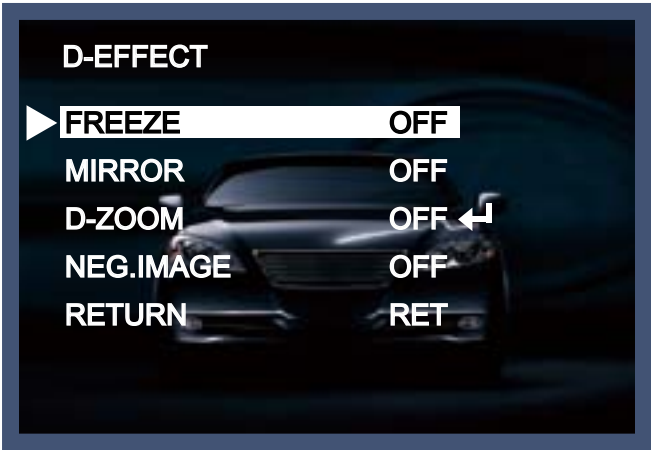 D-EFFECT
FREEZE OFF
MIRROR OFF
D-ZOOM OFF
NEG.IMAGE OFF
RETURN RET